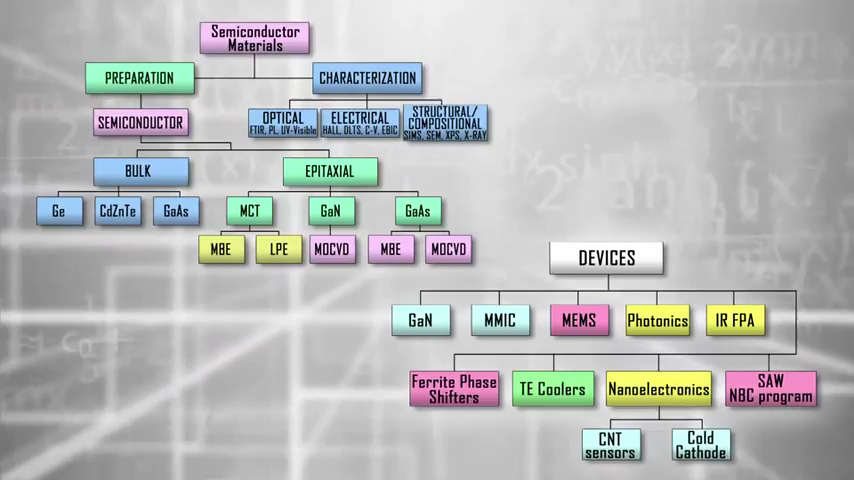 Semiconductor
Materials
PREPARATION
CHARACTERIZATION
SEMICONDUCTOR
OPTICAL
FTIR, PL, UV-Visible
ELECTRICAL
HALL, DLTS, C-V, EBIC
STRUCTURAL/
COMPOSITIONAL
SIMS, SEM, XPS, X-RAY
BULK
EPITAXIAL
Ge
CdZnTe
GaAs
MCT
GaN
GaAs
MBE
LPE
MOCVD
MBE
MOCVD
DEVICES
GaN
MMIC
MEMS
Photonics
IR FPA
Ferrite Phase
Shifters
TE Coolers
Nanoelectronics
SAW
NBC program
CNT
sensors
Cold
Cathode